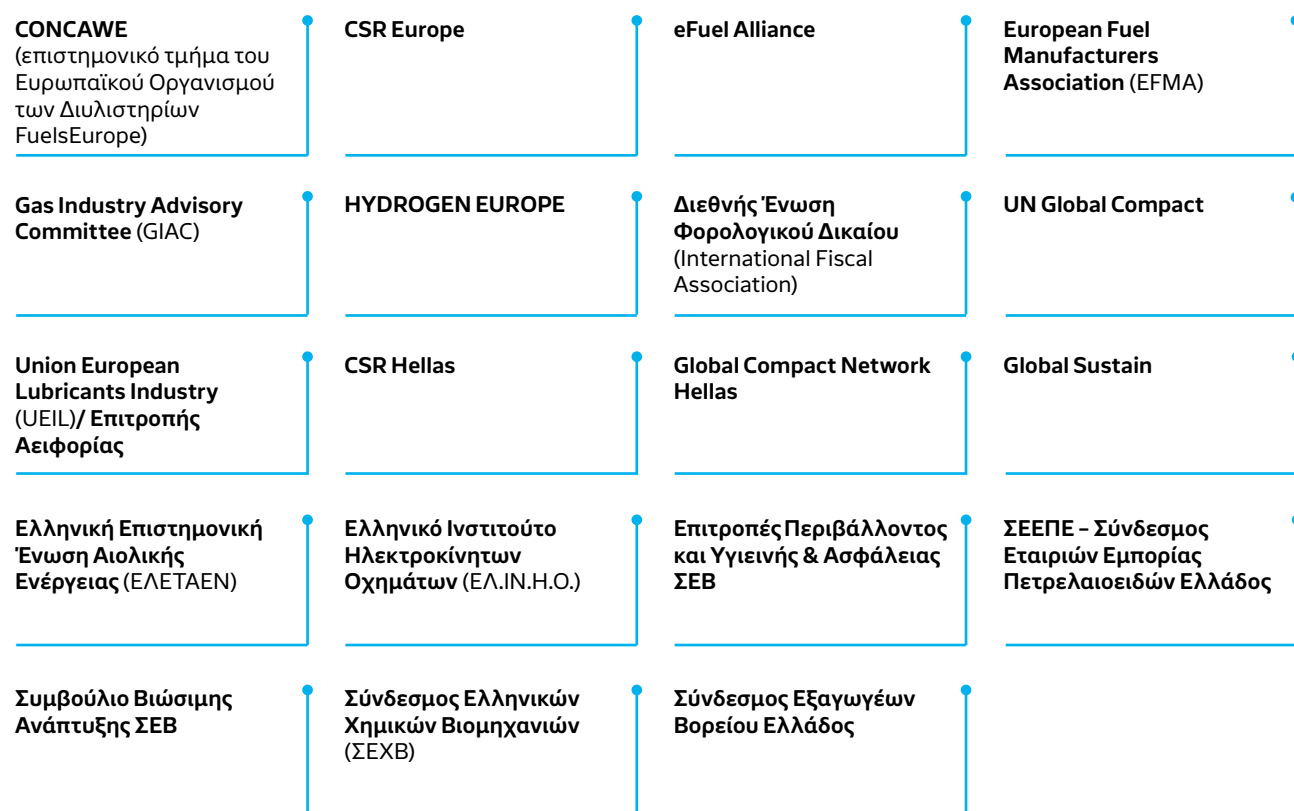 CONCAWE
(επιστημονικό τμήμα του
Ευρωπαϊκού Οργανισμού
των Διυλιστηρίων
FuelsEurope)
CSR Europe
eFuel Alliance
European Fuel
Manufacturers
Association (EFMA)
Gas Industry Advisory
Committee (GIAC)
HYDROGEN EUROPE
Διεθνής Ένωση
Φορολογικού Δικαίου
(International Fiscal
Association)
UN Global Compact
Union European
Lubricants Industry
(UEIL)/ Επιτροπής
Αειφορίας
CSR Hellas
Global Compact Network
Hellas
Global Sustain
Ελληνική Επιστημονική
Ένωση Αιολικής
Ενέργειας (ΕΛΕΤΑΕΝ)
Ελληνικό Ινστιτούτο
Ηλεκτροκίνητων
Οχημάτων (ΕΛ.ΙΝ.Η.Ο.)
Επιτροπές Περιβάλλοντος
και Υγιεινής & Ασφάλειας
ΣΕΒ
ΣΕΕΠΕ – Σύνδεσμος
Εταιριών Εμπορίας
Πετρελαιοειδών Ελλάδος
Συμβούλιο Βιώσιμης
Ανάπτυξης ΣΕΒ
Σύνδεσμος Ελληνικών
Χημικών Βιομηχανιών
(ΣΕΧΒ)
Σύνδεσμος Εξαγωγέων
Βορείου Ελλάδος